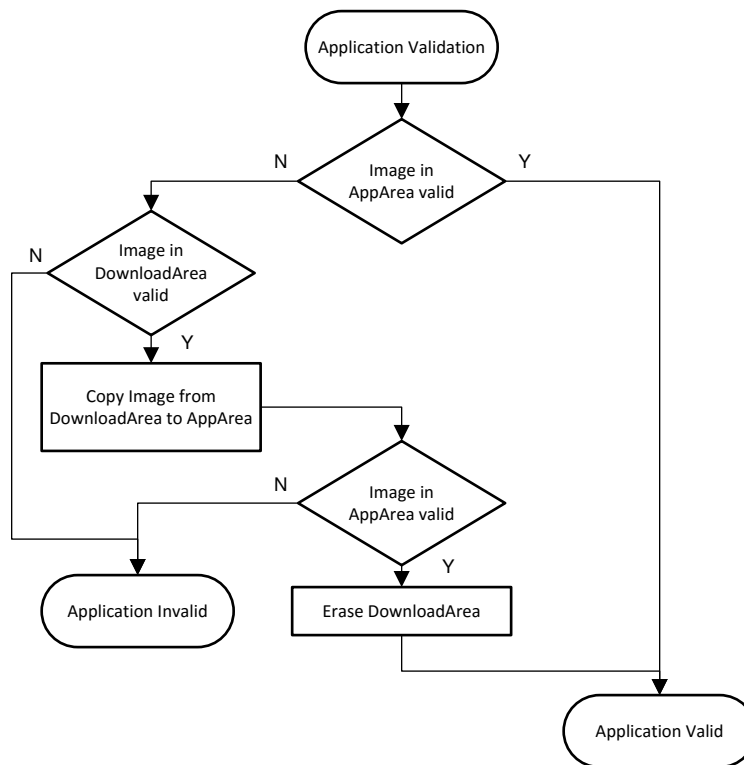 Application Validation
N
Y
Image in
AppArea valid
N
Image in
DownloadArea
valid
Y
Copy Image from
DownloadArea to AppArea
N
Image in
AppArea valid
Y
Application Invalid
Erase DownloadArea
Application Valid